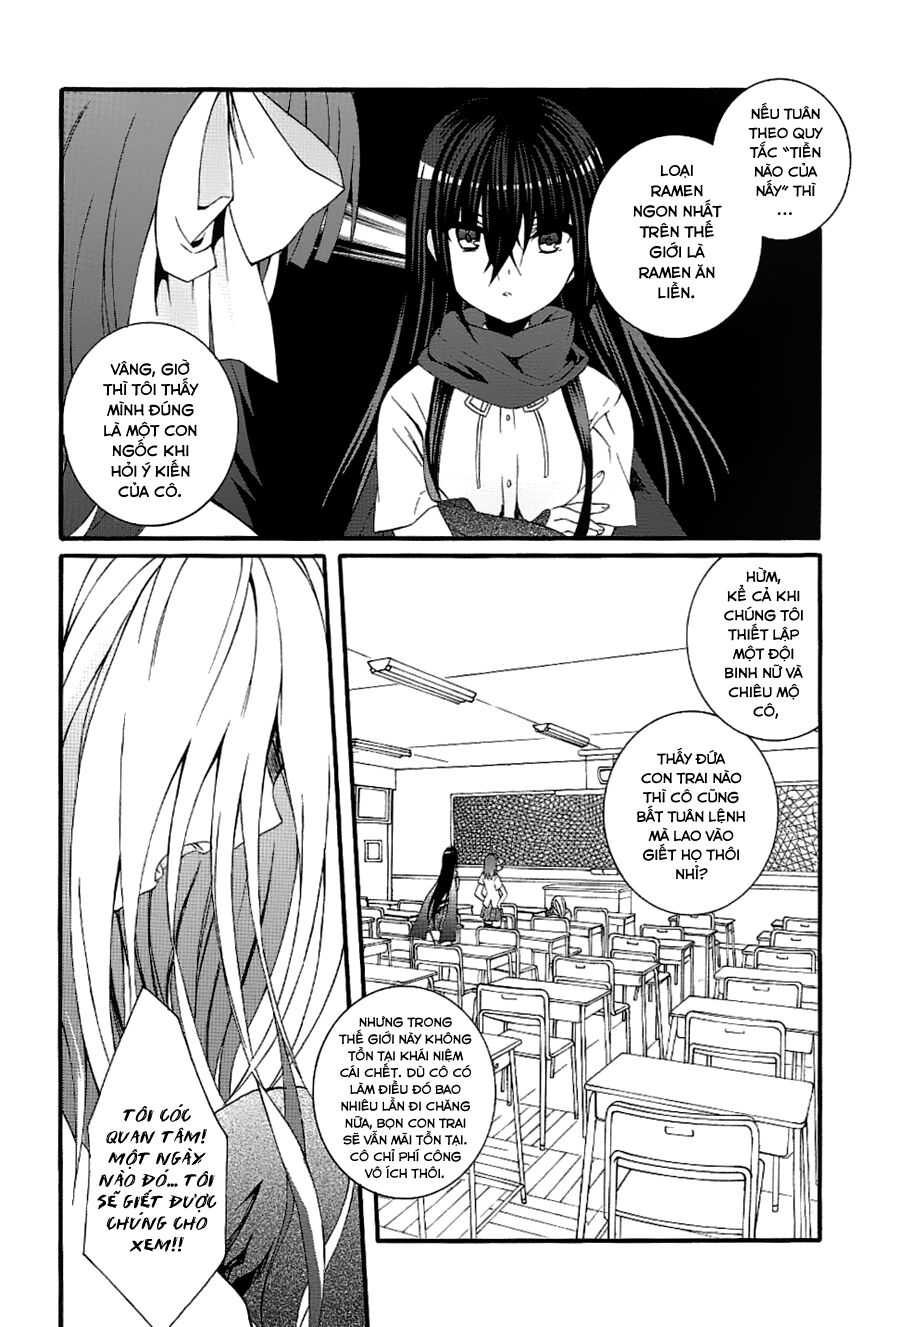 NẾU TUÂN
THEO QUY
TẮC "TIỀN
NÀO CỦA
NẤY" THÌ
...
LOẠI
RAMEN
NGON NHẤT
TRÊN THẾ
GIỚI LÀ
RAMEN ĂN
LIỀN.
VÂNG, GIỜ
THÌ TÔI THẤY
MÌNH ĐÚNG
LÀ MỘT CON
NGỐC KHI
HỎI Ý KIẾN
CỦA CÔ.
HỪM,
KỂ CẢ KHI
CHÚNG TÔI
THIẾT LẬP
MỘT ĐỘI
BINH NỮ VÀ
CHIÊU MỘ
CÔ,
THẤY ĐỨA
CON TRAI NÀO
THÌ CÔ CŨNG
BẤT TUÂN LỆNH
MÀ LAO VÀO
GIẾT HỌ THÔI
NHỈ?
NHƯNG TRONG
THẾ GIỚI NÀY KHÔNG
TỒN TẠI KHÁI NIỆM
CÁI CHẾT. DÙ CÔ CÓ
LÀM ĐIỀU ĐÓ BAO
NHIÊU LẦN ĐI CHĂNG
NỮA, BỌN CON TRAI
SẼ VẪN MÃI TỒN TẠI.
CÔ CHỈ PHÍ CÔNG
VÔ ÍCH THÔI.
TÔI CÓC
QUAN TÂM!
MỘT NGÀY
NÀO ĐÓ... TÔI
SẼ GIẾT ĐƯỢC
CHÚNG CHO
XEM!!